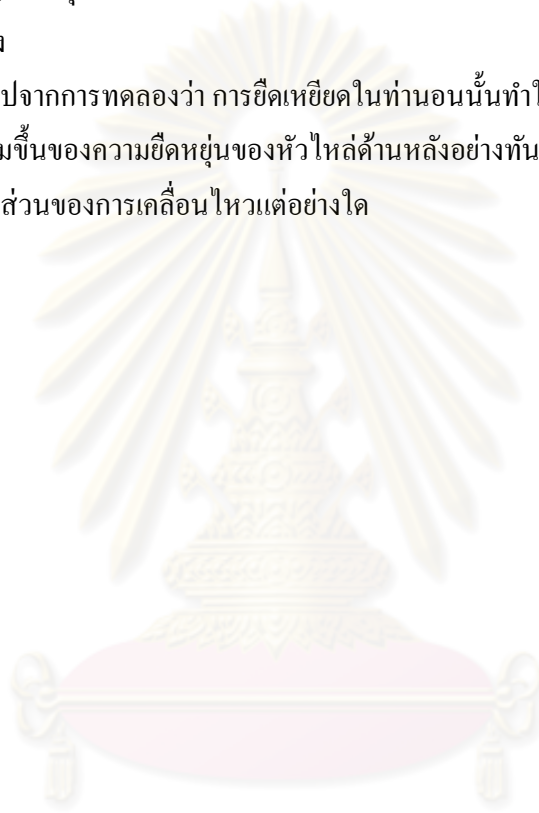 ปจากการทดลองว่า การยืดเหยียดในท่านอนนั้นทำใ
มขึ้นของความยืดหยุ่นของหัวไหล่ด้านหลังอย่างทัน
ส่วนของการเคลื่อนไหวแต่อย่างใด